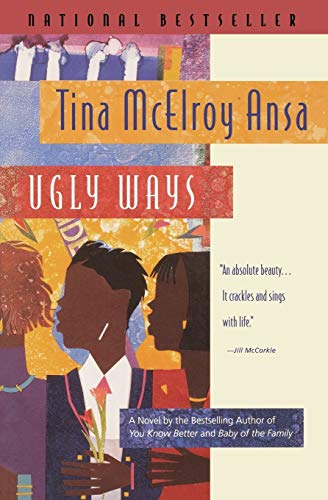 NATIONAL BESTSELLER
Tina McElroy Ansa
UGLY WAYS
"An absolute beauty...
It crackles and sings
with life."
—Jill McCorkle
A Novel by the Bestselling Author of
You Know Better and Baby of the Family